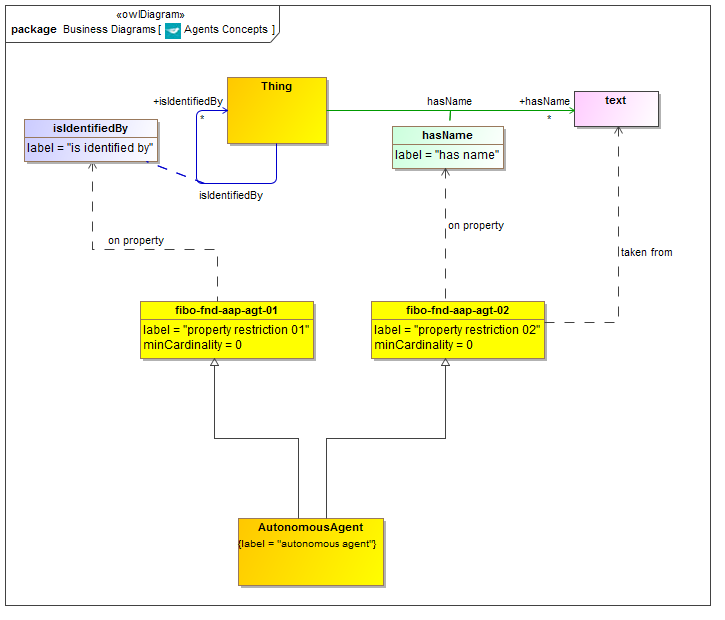 «owlDiagram»
package Business Diagrams [ Agents Concepts ]
Thing
+isIdentifiedBy
*
hasName
+hasName
*
text
isIdentifiedBy
label = "is identified by"
hasName
label = "has name"
isIdentifiedBy
on property
on property
taken from
fibo-fnd-aap-agt-01
label = "property restriction 01"
minCardinality = 0
fibo-fnd-aap-agt-02
label = "property restriction 02"
minCardinality = 0
AutonomousAgent
{label = "autonomous agent"}